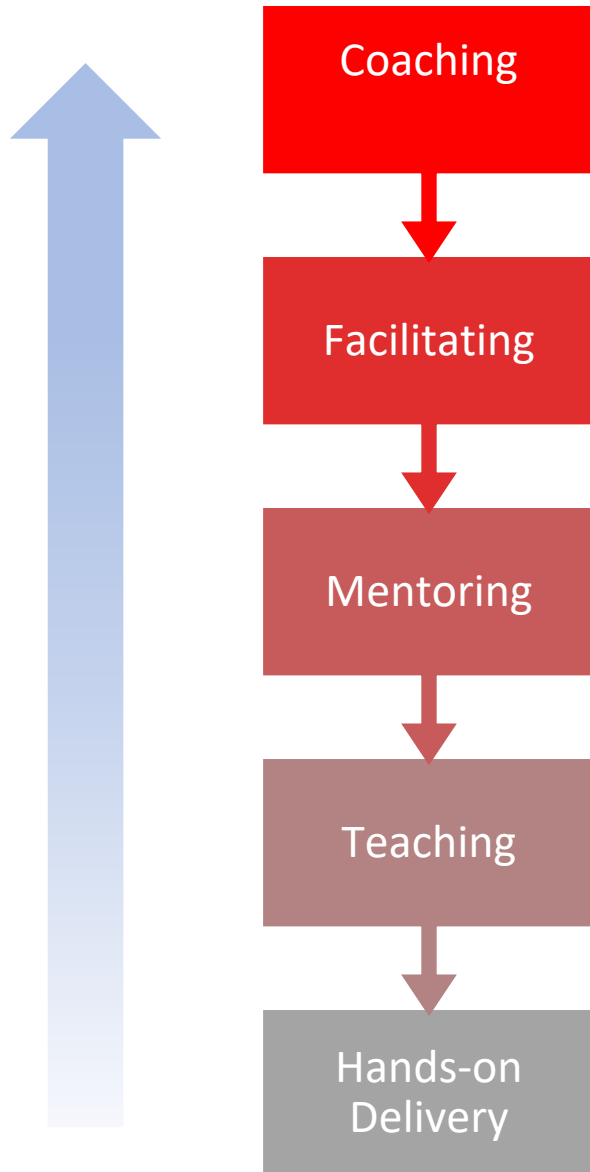 Coaching
Facilitating
Mentoring
Teaching
Hands-on
Delivery